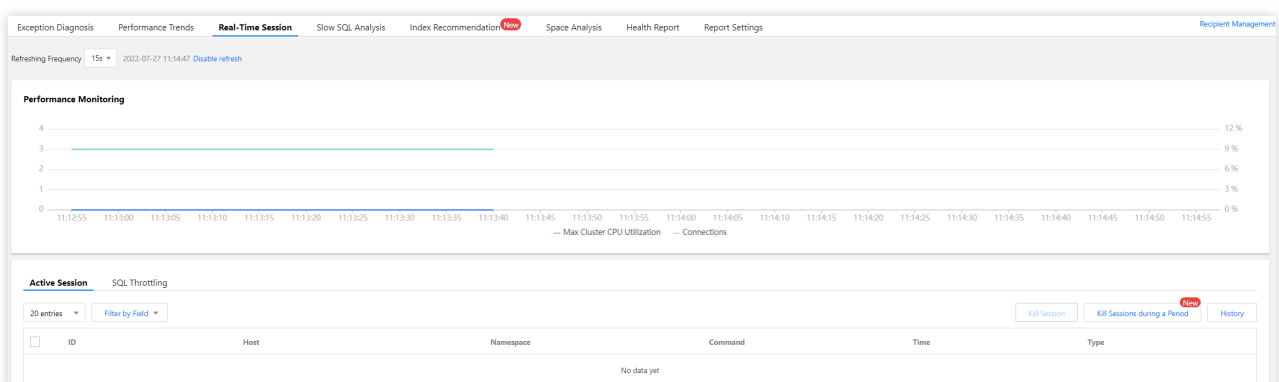 Exception Diagnosis Performance Trends Real-Time Session Slow SQL Analysis Index Recommendation New Space Analysis Health Report Report Settings Recipient Management
Refreshing Frequency 15s 2022-07-27 11:14:47 Disable refresh
Performance Monitoring
4 12 %
3 9 %
2 6 %
1 3 %
0 0 %
11:12:55 11:13:00 11:13:05 11:13:10 11:13:15 11:13:20 11:13:25 11:13:30 11:13:35 11:13:40 11:13:45 11:13:50 11:13:55 11:14:00 11:14:05 11:14:10 11:14:15 11:14:20 11:14:25 11:14:30 11:14:35 11:14:40 11:14:45 11:14:50 11:14:55
Max Cluster CPU Utilization Connections
Active Session SQL Throttling
20 entries Filter by Field Kill Session Kill Sessions during a Period New History
ID Host Namespace Command Time Type
No data yet